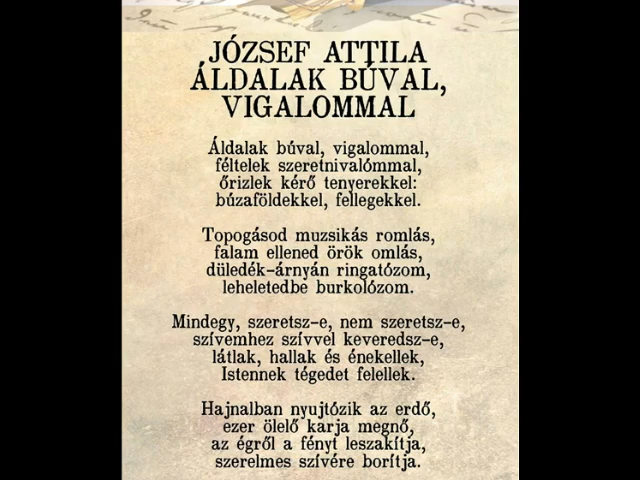 JÓZSEF ATTILA
ÁLDALAK BÚVAL,
VIGALOMMAL
Áldalak búval, vigalommal,
féltelek szeretnivalómmal,
őrizlek kérő tenyerekkel:
búzaföldekkel, fellegekkel.
Topogásod muzsikás romlás,
falam ellened örök omlás,
düledék-árnyán ringatózom,
leheletedbe burkolózom.
Mindegy, szeretsz-e, nem szeretsz-e,
szívemhez szívvel keveredsz-e,
látlak, hallak és énekellek,
Istennek tégedet felellek.
Hajnalban nyujtózik az erdő,
ezer ölelő karja megnő,
az égről a fényt leszakítja,
szerelmes szívére borítja.